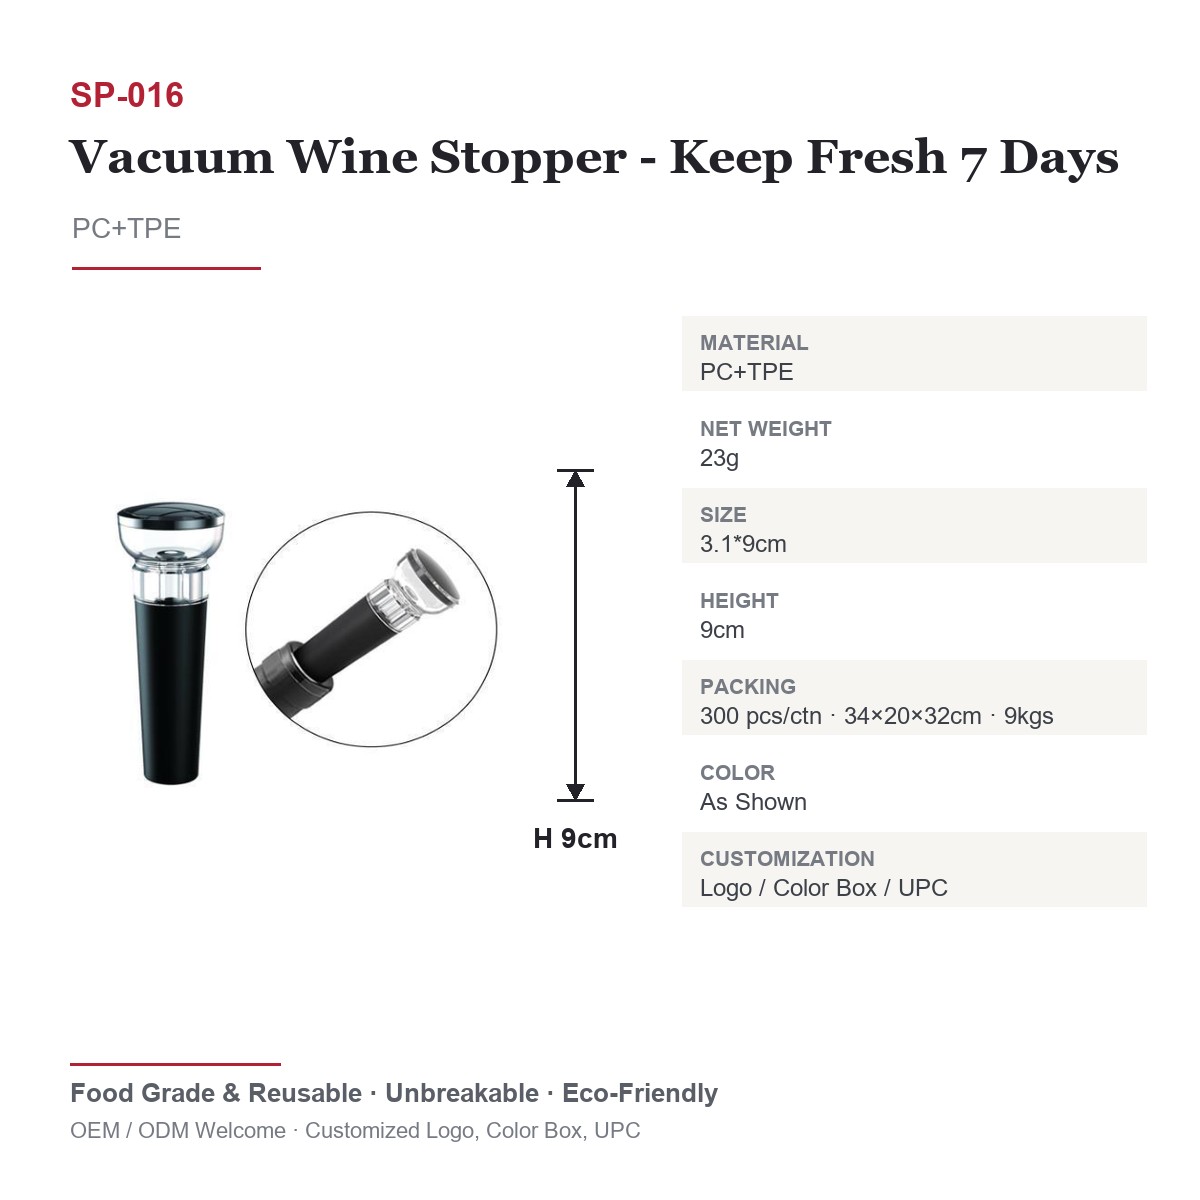 SP-016
Vacuum Wine Stopper - Keep Fresh 7 Days
PC+TPE
MATERIAL
PC+TPE
NET WEIGHT
23g
SIZE
3.1*9cm
HEIGHT
9cm
PACKING
300 pcs/ctn · 34×20×32cm · 9kgs
COLOR
As Shown
CUSTOMIZATION
Logo / Color Box / UPC
H 9cm
Food Grade & Reusable · Unbreakable · Eco-Friendly
OEM / ODM Welcome · Customized Logo, Color Box, UPC